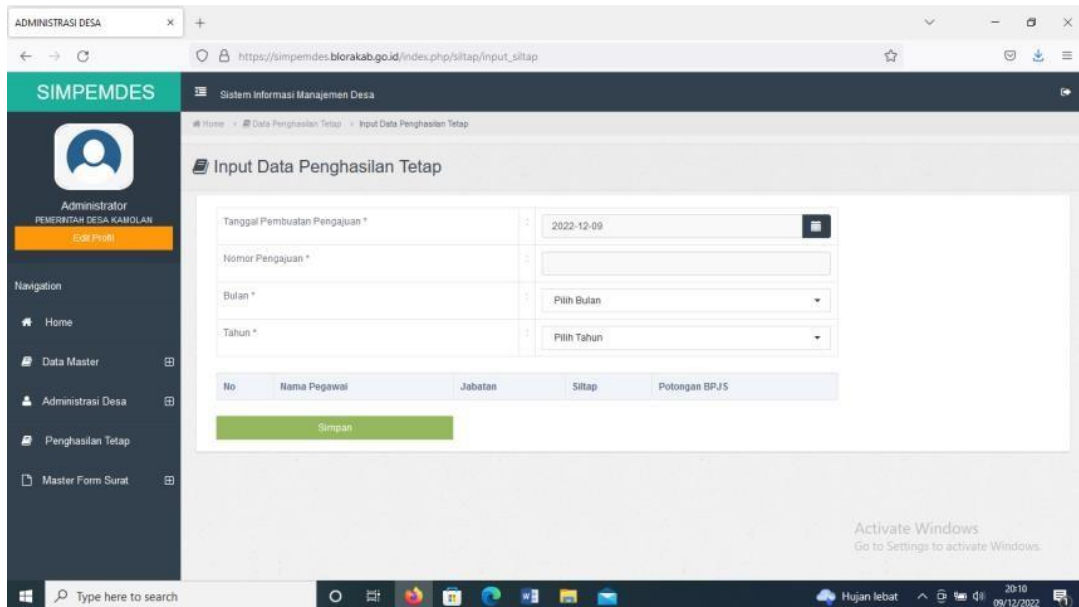 ADMINISTRASI DESA
https://simpemdes.blorakab.go.id/index.php/siltap/input_siltap
SIMPEMDES
Sistem Informasi Manajemen Desa
Home > Data Penghasilan Tetap > Input Data Penghasilan Tetap
Input Data Penghasilan Tetap
Administrator
PEMERINTAH DESA KAMOLAN
Edit Profil
Tanggal Pembuatan Pengajuan * : 2022-12-09
Nomor Pengajuan * :
Bulan * : Pilih Bulan
Tahun * : Pilih Tahun
Navigation
Home
Data Master
Administrasi Desa
Penghasilan Tetap
Master Form Surat
No Nama Pegawai Jabatan Siltap Potongan BPJS
Simpan
Activate Windows
Go to Settings to activate Windows.
Type here to search
Hujan lebat
20:10
09/12/2022